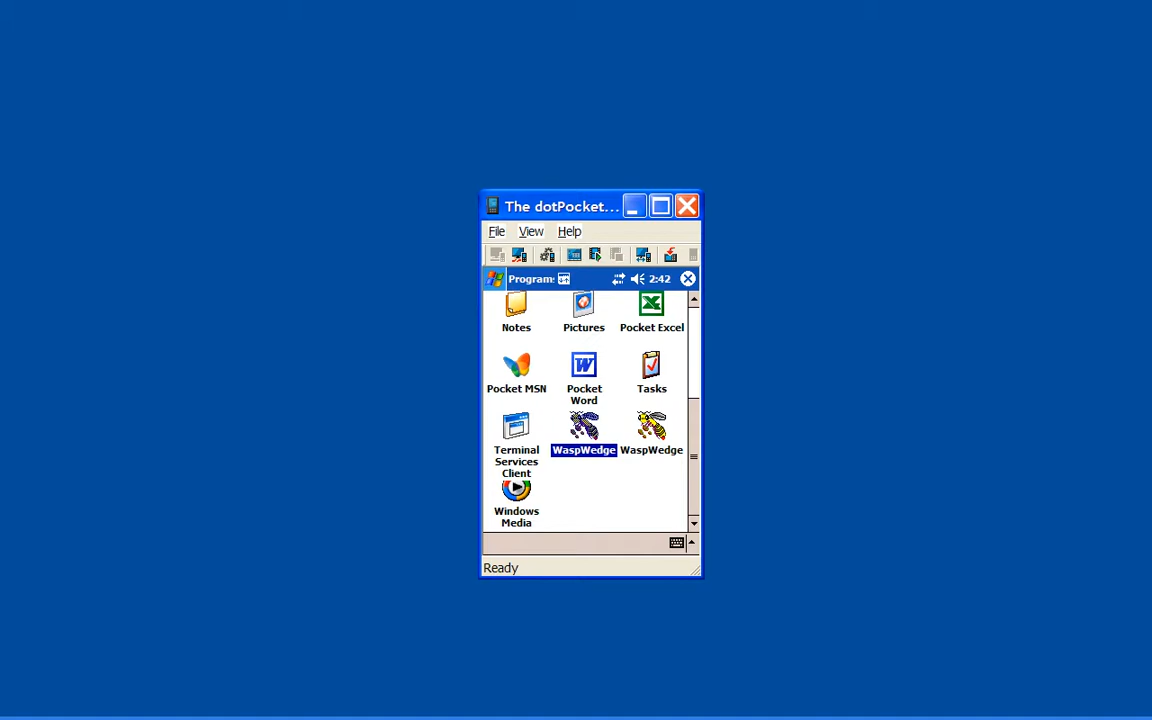 The dotPocket...
File View Help
Program: 2:42
Notes Pictures Pocket Excel
Pocket MSN Pocket Word Tasks
Terminal Services Client WaspWedge WaspWedge
Windows Media
Ready